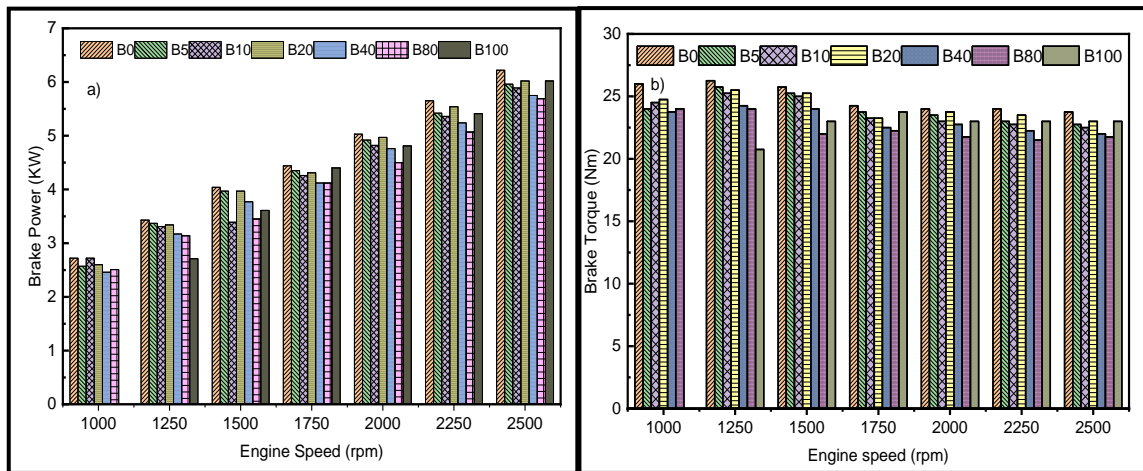 7
6
5
4
3
2
1
0
Brake Power (KW)
B0 B5 B10 B20 B40 B80 B100
a)
1000 1250 1500 1750 2000 2250 2500
Engine Speed (rpm)
30
25
20
15
10
5
0
Brake Torque (Nm)
B0 B5 B10 B20 B40 B80 B100
b)
1000 1250 1500 1750 2000 2250 2500
Engine speed (rpm)